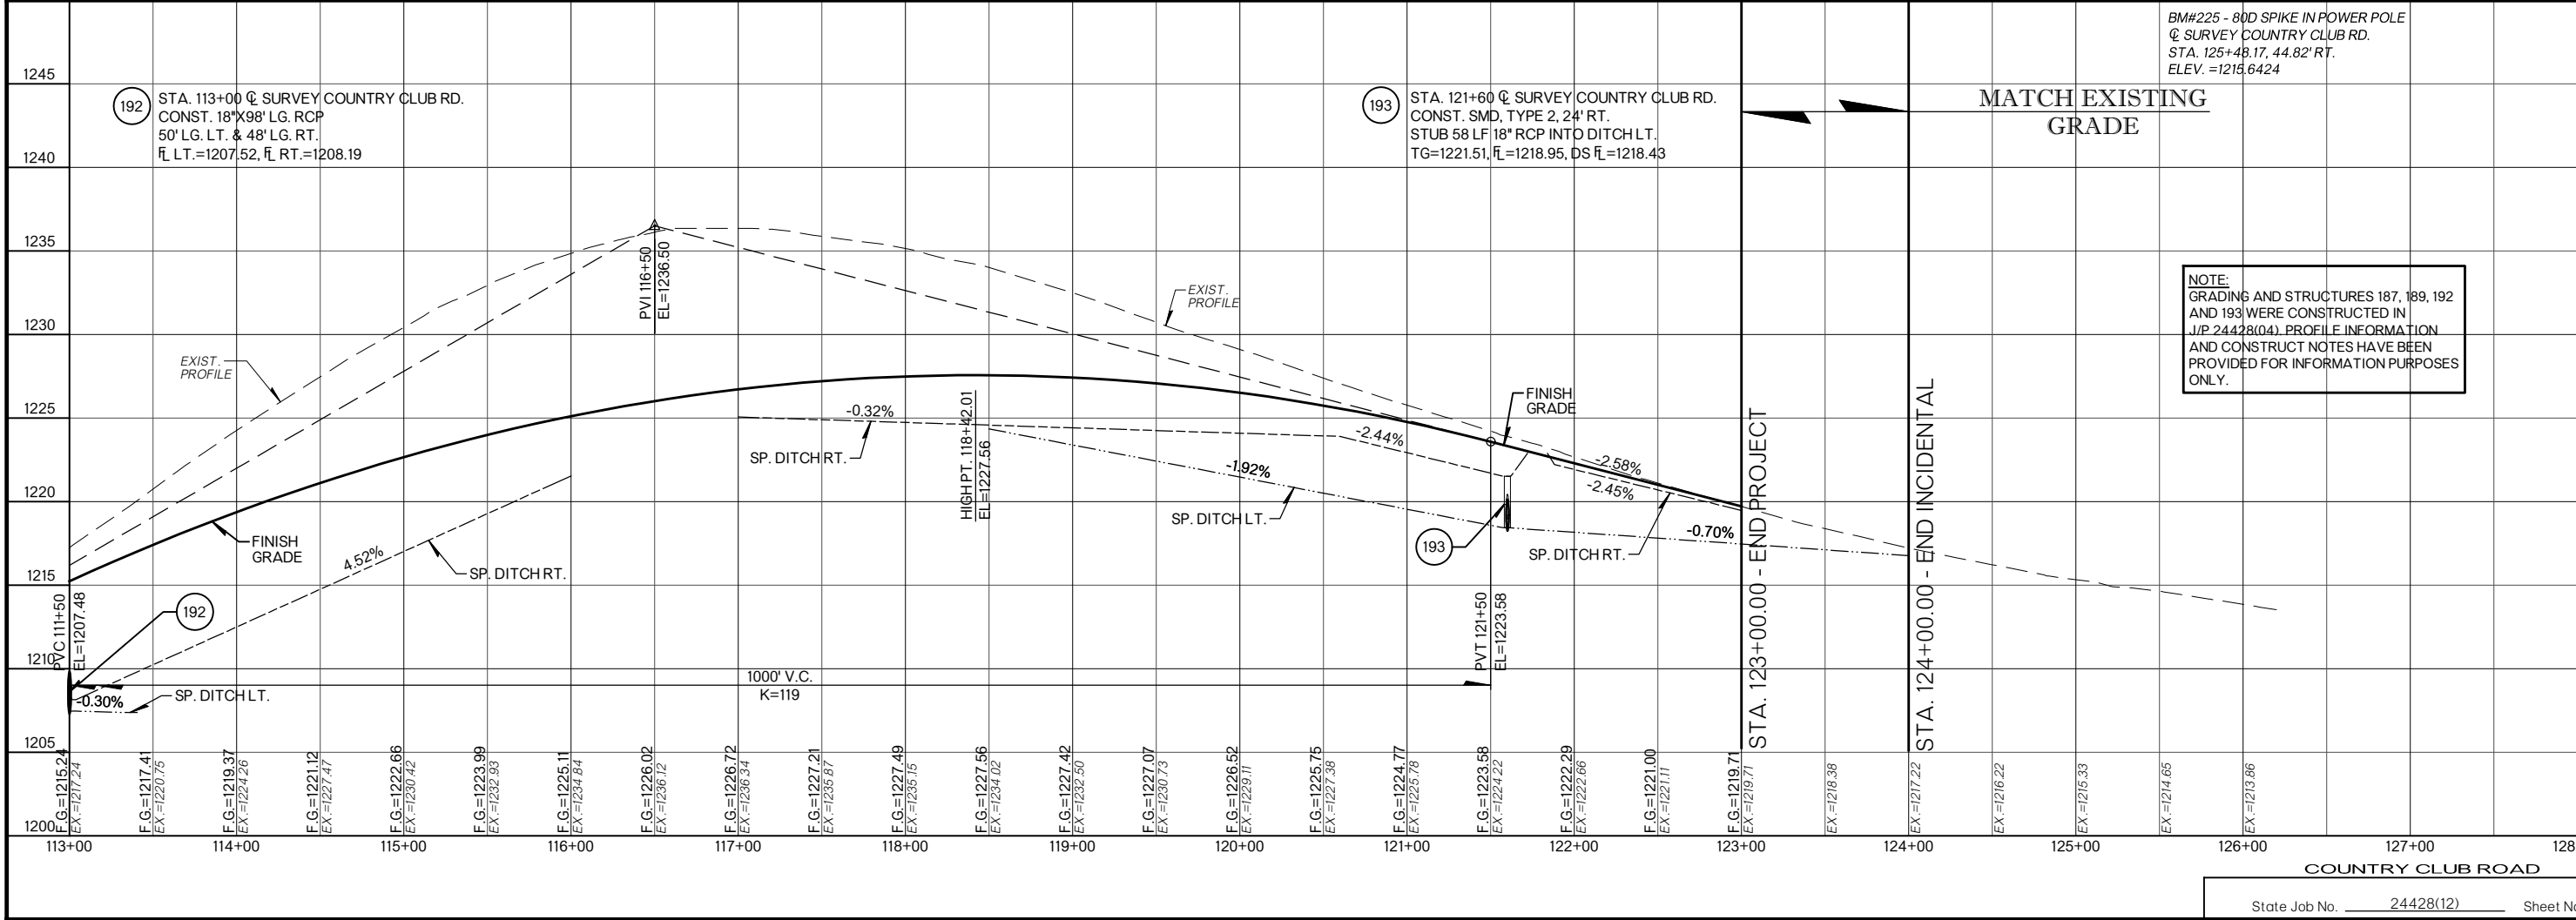 BM#225 - 80D SPIKE IN POWER POLE
℄ SURVEY COUNTRY CLUB RD.
STA. 125+48.17, 44.82' RT.
ELEV. =1215.6424
1245
1240
1235
1230
1225
1220
1215
1210
1205
1200
192
STA. 113+00 ℄ SURVEY COUNTRY CLUB RD.
CONST. 18"X98' LG. RCP
50' LG. LT. & 48' LG. RT.
FL LT.=1207.52, FL RT.=1208.19
193
STA. 121+60 ℄ SURVEY COUNTRY CLUB RD.
CONST. SMD, TYPE 2, 24' RT.
STUB 58 LF 18" RCP INTO DITCH LT.
TG=1221.51, FL=1218.95, DS FL=1218.43
MATCH EXISTING
GRADE
NOTE:
GRADING AND STRUCTURES 187, 189, 192
AND 193 WERE CONSTRUCTED IN
J/P 24428(04). PROFILE INFORMATION
AND CONSTRUCT NOTES HAVE BEEN
PROVIDED FOR INFORMATION PURPOSES
ONLY.
PVI 116+50
EL=1236.50
EXIST.
PROFILE
EXIST.
PROFILE
FINISH
GRADE
HIGH PT. 118+42.01
EL=1227.56
-0.32%
SP. DITCH RT.
-2.44%
-1.92%
SP. DITCH LT.
FINISH
GRADE
-2.58%
-2.45%
SP. DITCH RT.
-0.70%
193
4.52%
SP. DITCH RT.
192
PVC 111+50
EL=1207.48
-0.30%
SP. DITCH LT.
1000' V.C.
K=119
PVT 121+50
EL=1223.58
STA. 123+00.00 - END PROJECT
STA. 124+00.00 - END INCIDENTAL
F.G.=1215.24
EX.=1217.24
F.G.=1217.41
EX.=1220.75
F.G.=1219.37
EX.=1224.26
F.G.=1221.12
EX.=1227.47
F.G.=1222.66
EX.=1230.42
F.G.=1223.99
EX.=1232.93
F.G.=1225.11
EX.=1234.84
F.G.=1226.02
EX.=1236.12
F.G.=1226.72
EX.=1236.34
F.G.=1227.21
EX.=1235.87
F.G.=1227.49
EX.=1235.15
F.G.=1227.56
EX.=1234.02
F.G.=1227.42
EX.=1232.50
F.G.=1227.07
EX.=1230.73
F.G.=1226.52
EX.=1229.11
F.G.=1225.75
EX.=1227.38
F.G.=1224.77
EX.=1225.78
F.G.=1223.58
EX.=1224.22
F.G.=1222.29
EX.=1222.66
F.G.=1221.00
EX.=1221.11
F.G.=1219.71
EX.=1219.71
EX.=1218.38
EX.=1217.22
EX.=1216.22
EX.=1215.33
EX.=1214.65
EX.=1213.86
113+00
114+00
115+00
116+00
117+00
118+00
119+00
120+00
121+00
122+00
123+00
124+00
125+00
126+00
127+00
128
COUNTRY CLUB ROAD
State Job No. 24428(12) Sheet No